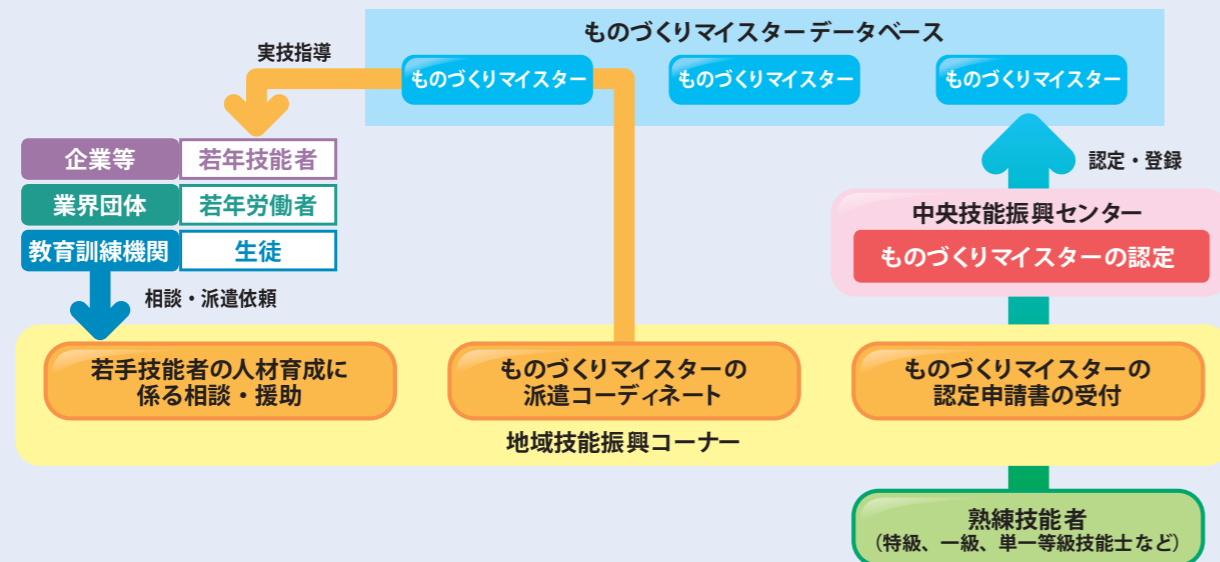 ものづくりマイスターデータベース
実技指導
ものづくりマイスター
ものづくりマイスター
ものづくりマイスター
認定・登録
企業等
若年技能者
業界団体
若年労働者
教育訓練機関
生徒
中央技能振興センター
ものづくりマイスターの認定
相談・派遣依頼
若手技能者の人材育成に
係る相談・援助
ものづくりマイスターの
派遣コーディネート
ものづくりマイスターの
認定申請書の受付
地域技能振興コーナー
熟練技能者
（特級、一級、単一等級技能士など）